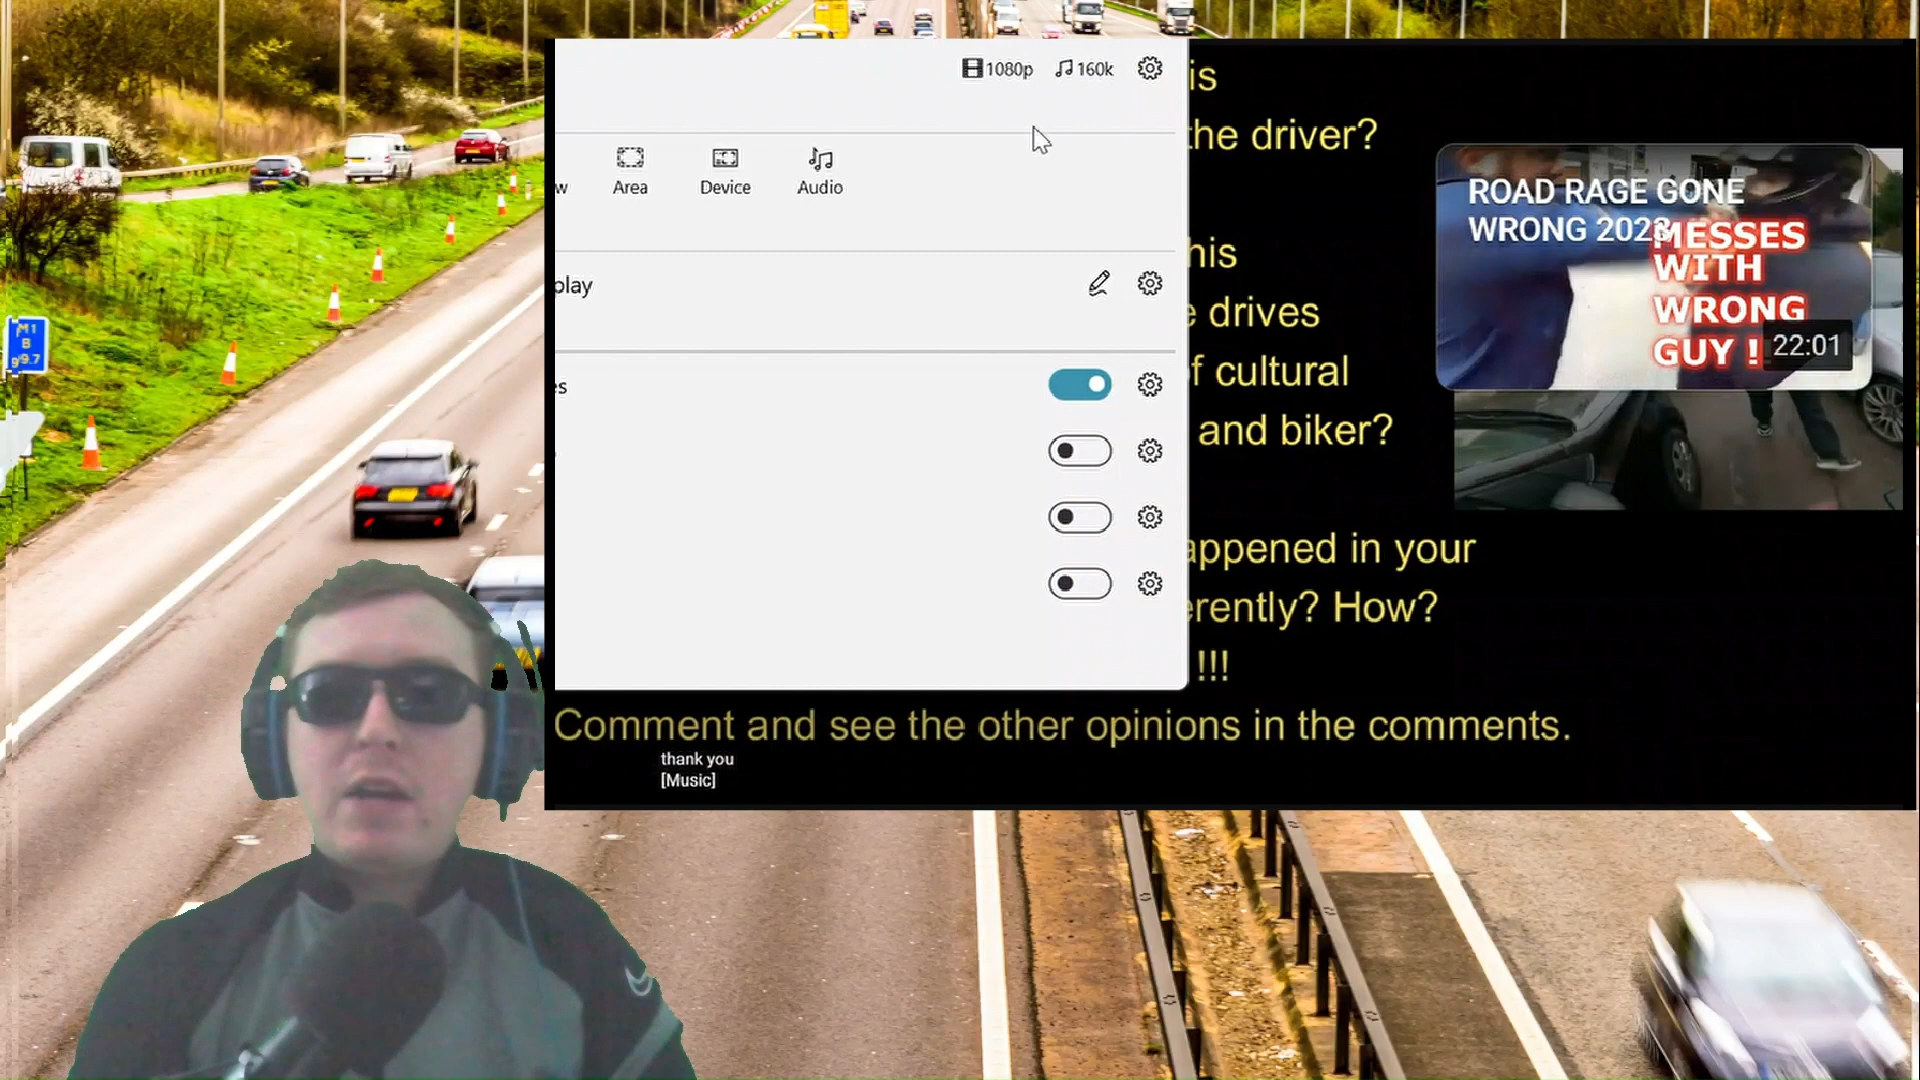 1080p 160k
is
the driver?
Area
Device
Audio
ROAD RAGE GONE
WRONG 2023
MESSES
WITH
WRONG
GUY !
22:01
his
play
drives
M1
B
of cultural
es
and biker?
appened in your
erently? How?
!!!
Comment and see the other opinions in the comments.
thank you
[Music]